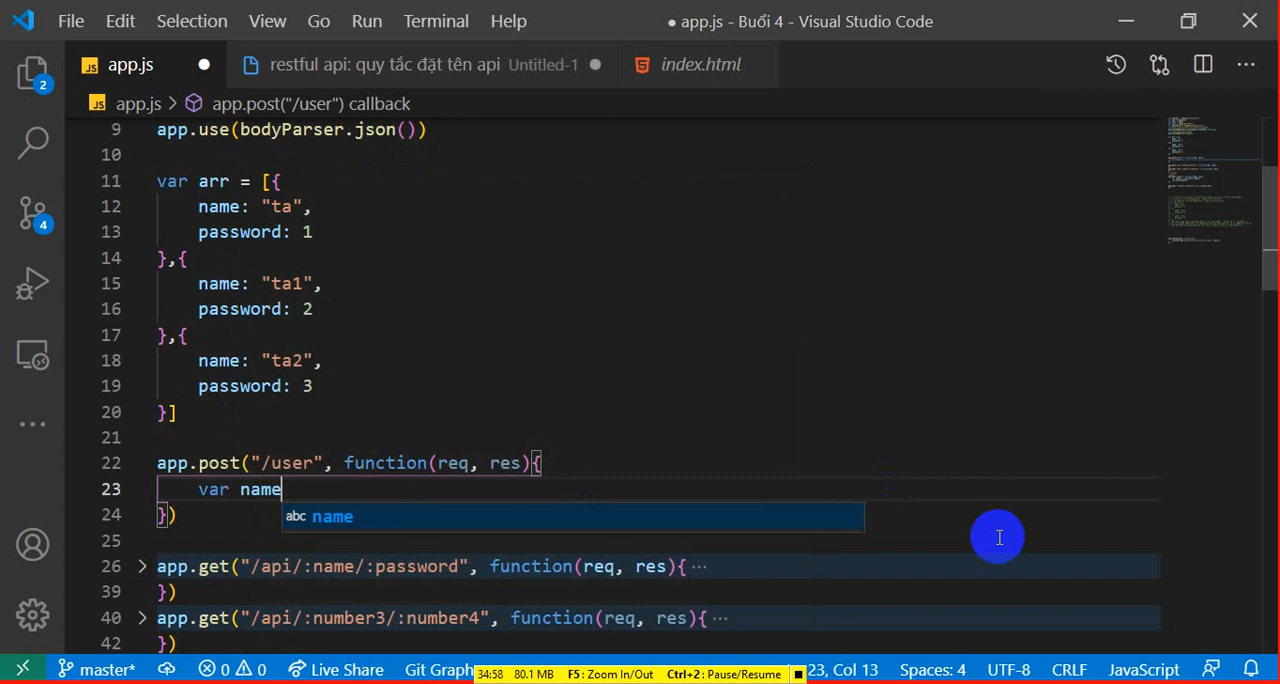 File Edit Selection View Go Run Terminal Help ● app.js - Buổi 4 - Visual Studio Code
JS app.js ● restful api: quy tắc đặt tên api Untitled-1 ● index.html
JS app.js > app.post("/user") callback
2
4
9 app.use(bodyParser.json())
10
11 var arr = [{
12 name: "ta",
13 password: 1
14 },{
15 name: "ta1",
16 password: 2
17 },{
18 name: "ta2",
19 password: 3
20 }]
21
22 app.post("/user", function(req, res){
23 var name
abc name
24 })
25
26 app.get("/api/:name/:password", function(req, res){ ⋯
39 })
40 app.get("/api/:number3/:number4", function(req, res){ ⋯
42 })
master* 0 0 Live Share Git Graph 23, Col 13 Spaces: 4 UTF-8 CRLF JavaScript
34:58 80.1 MB F5: Zoom In/Out Ctrl+2: Pause/Resume